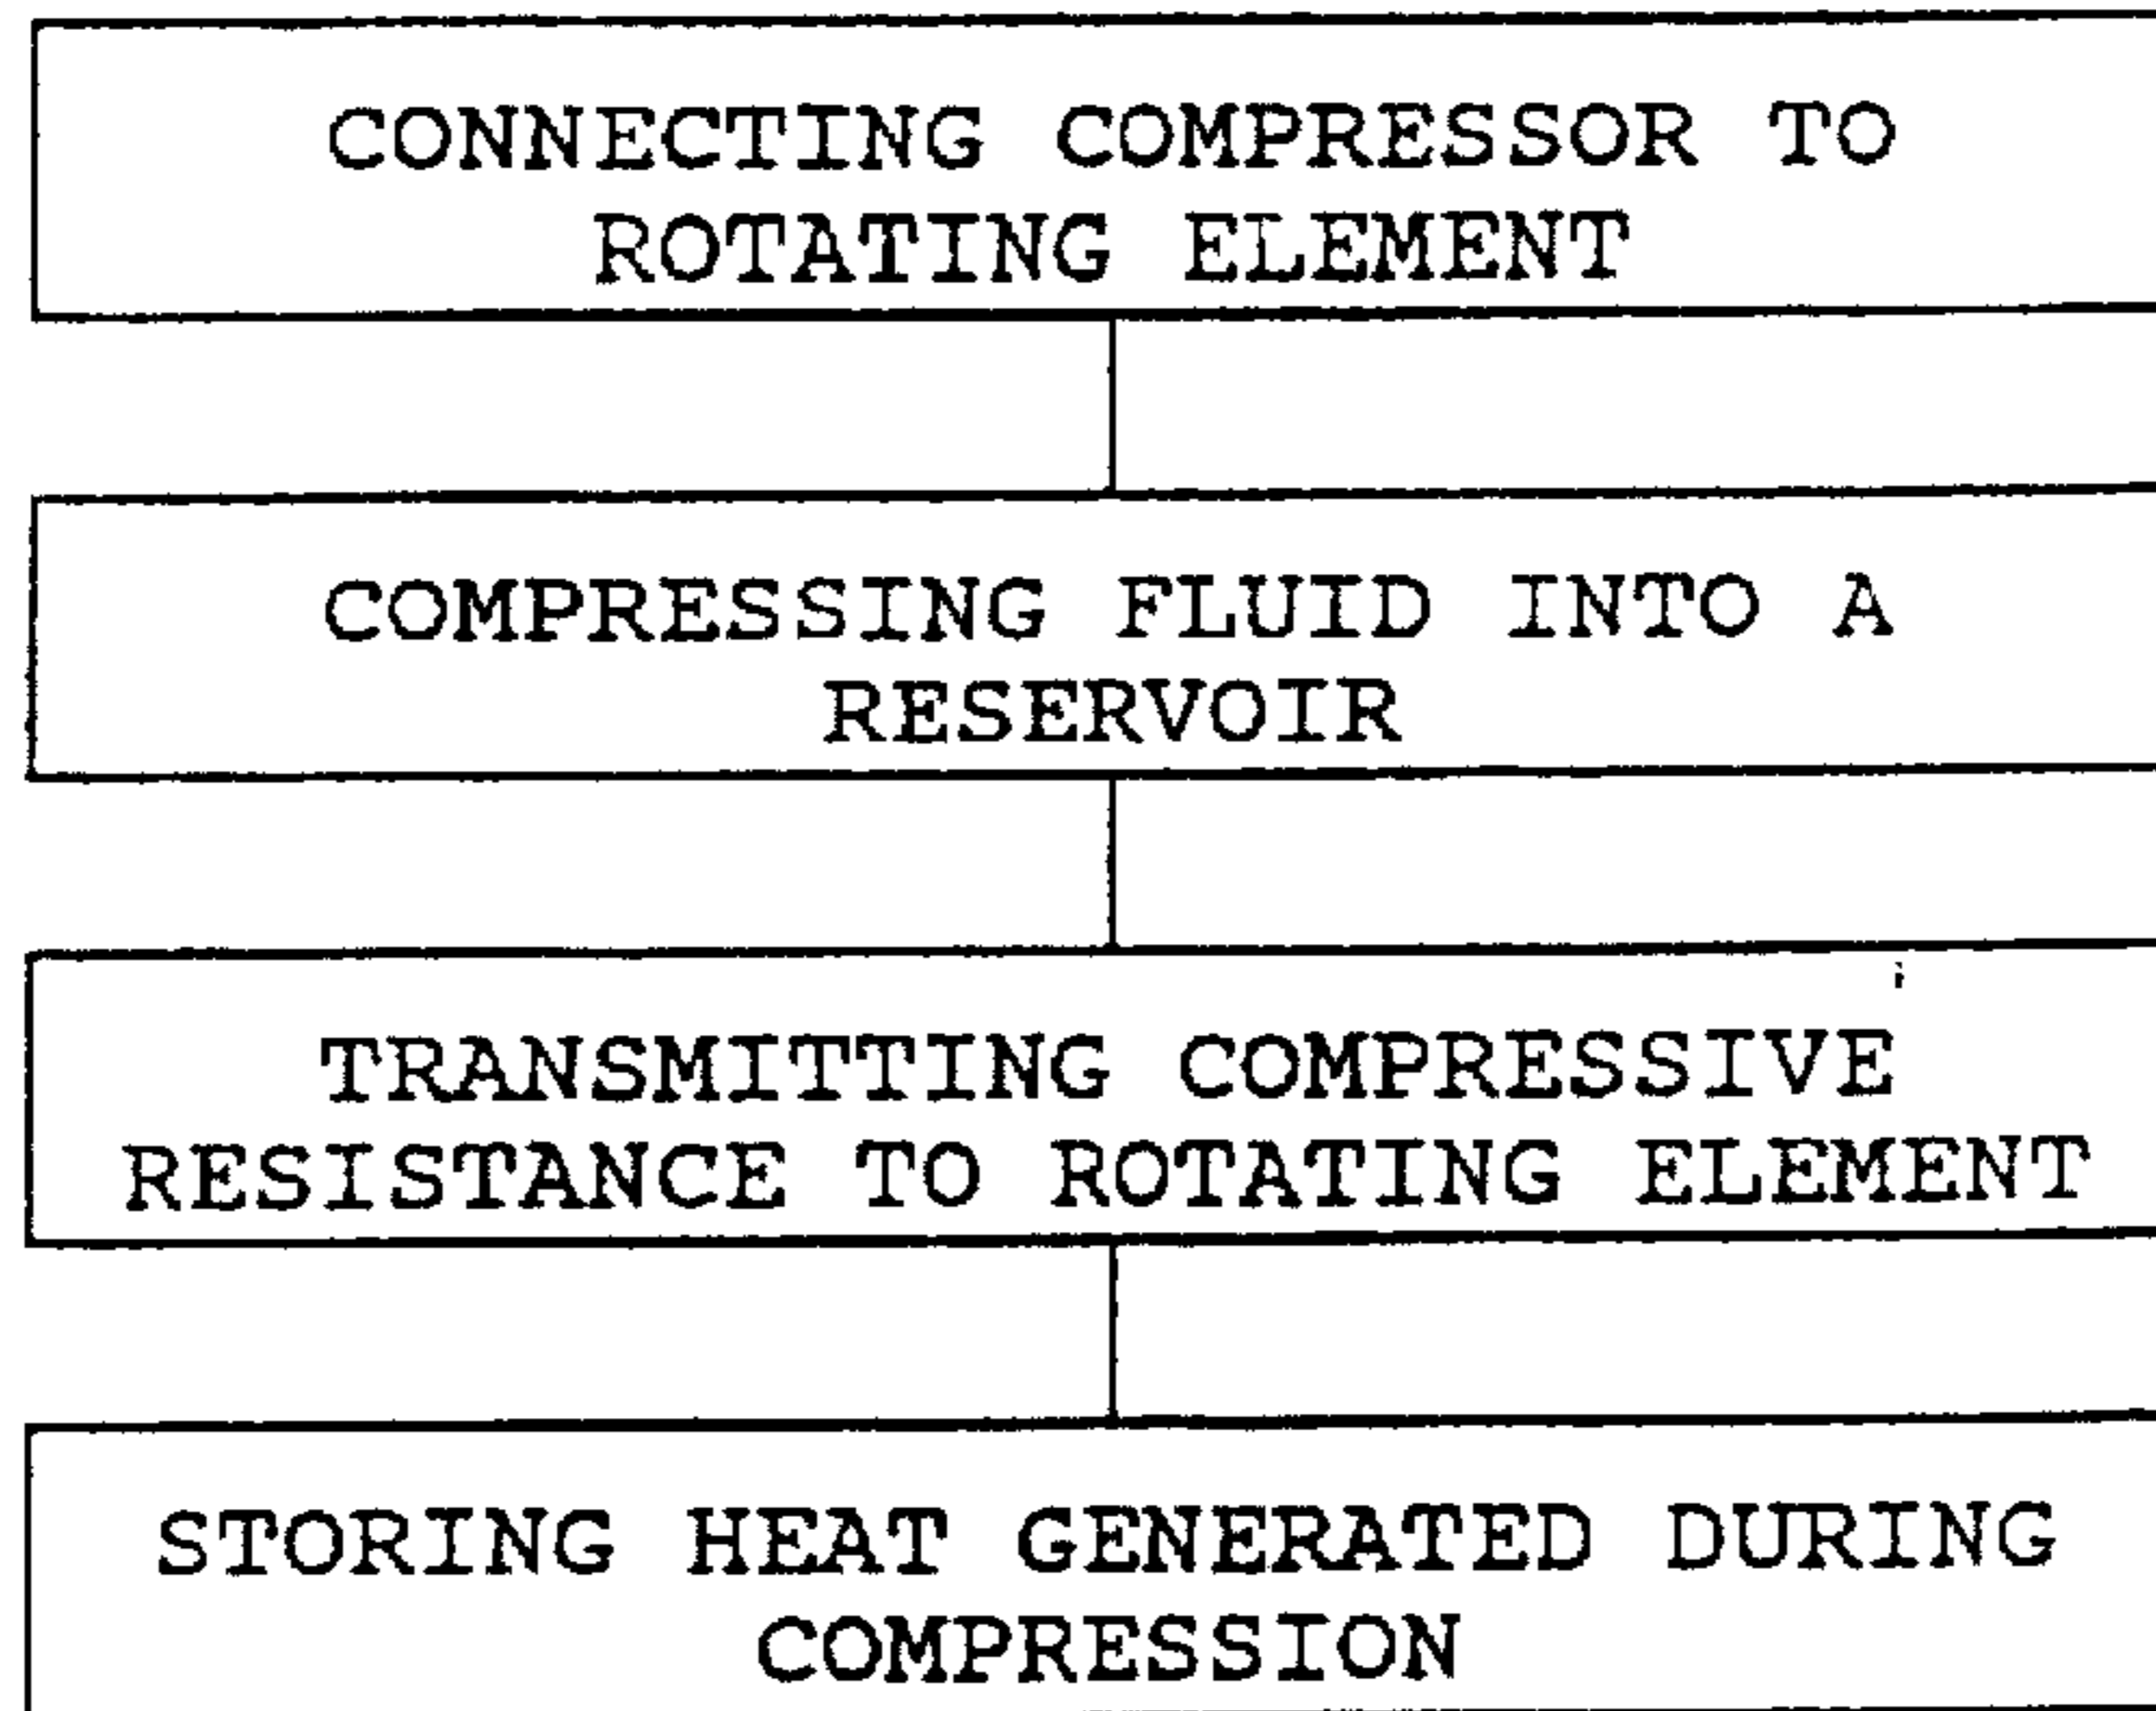 CONNECTING COMPRESSOR TO
ROTATING ELEMENT
COMPRESSING FLUID INTO A
RESERVOIR
TRANSMITTING COMPRESSIVE
RESISTANCE TO ROTATING ELEMENT
STORING HEAT GENERATED DURING
COMPRESSION